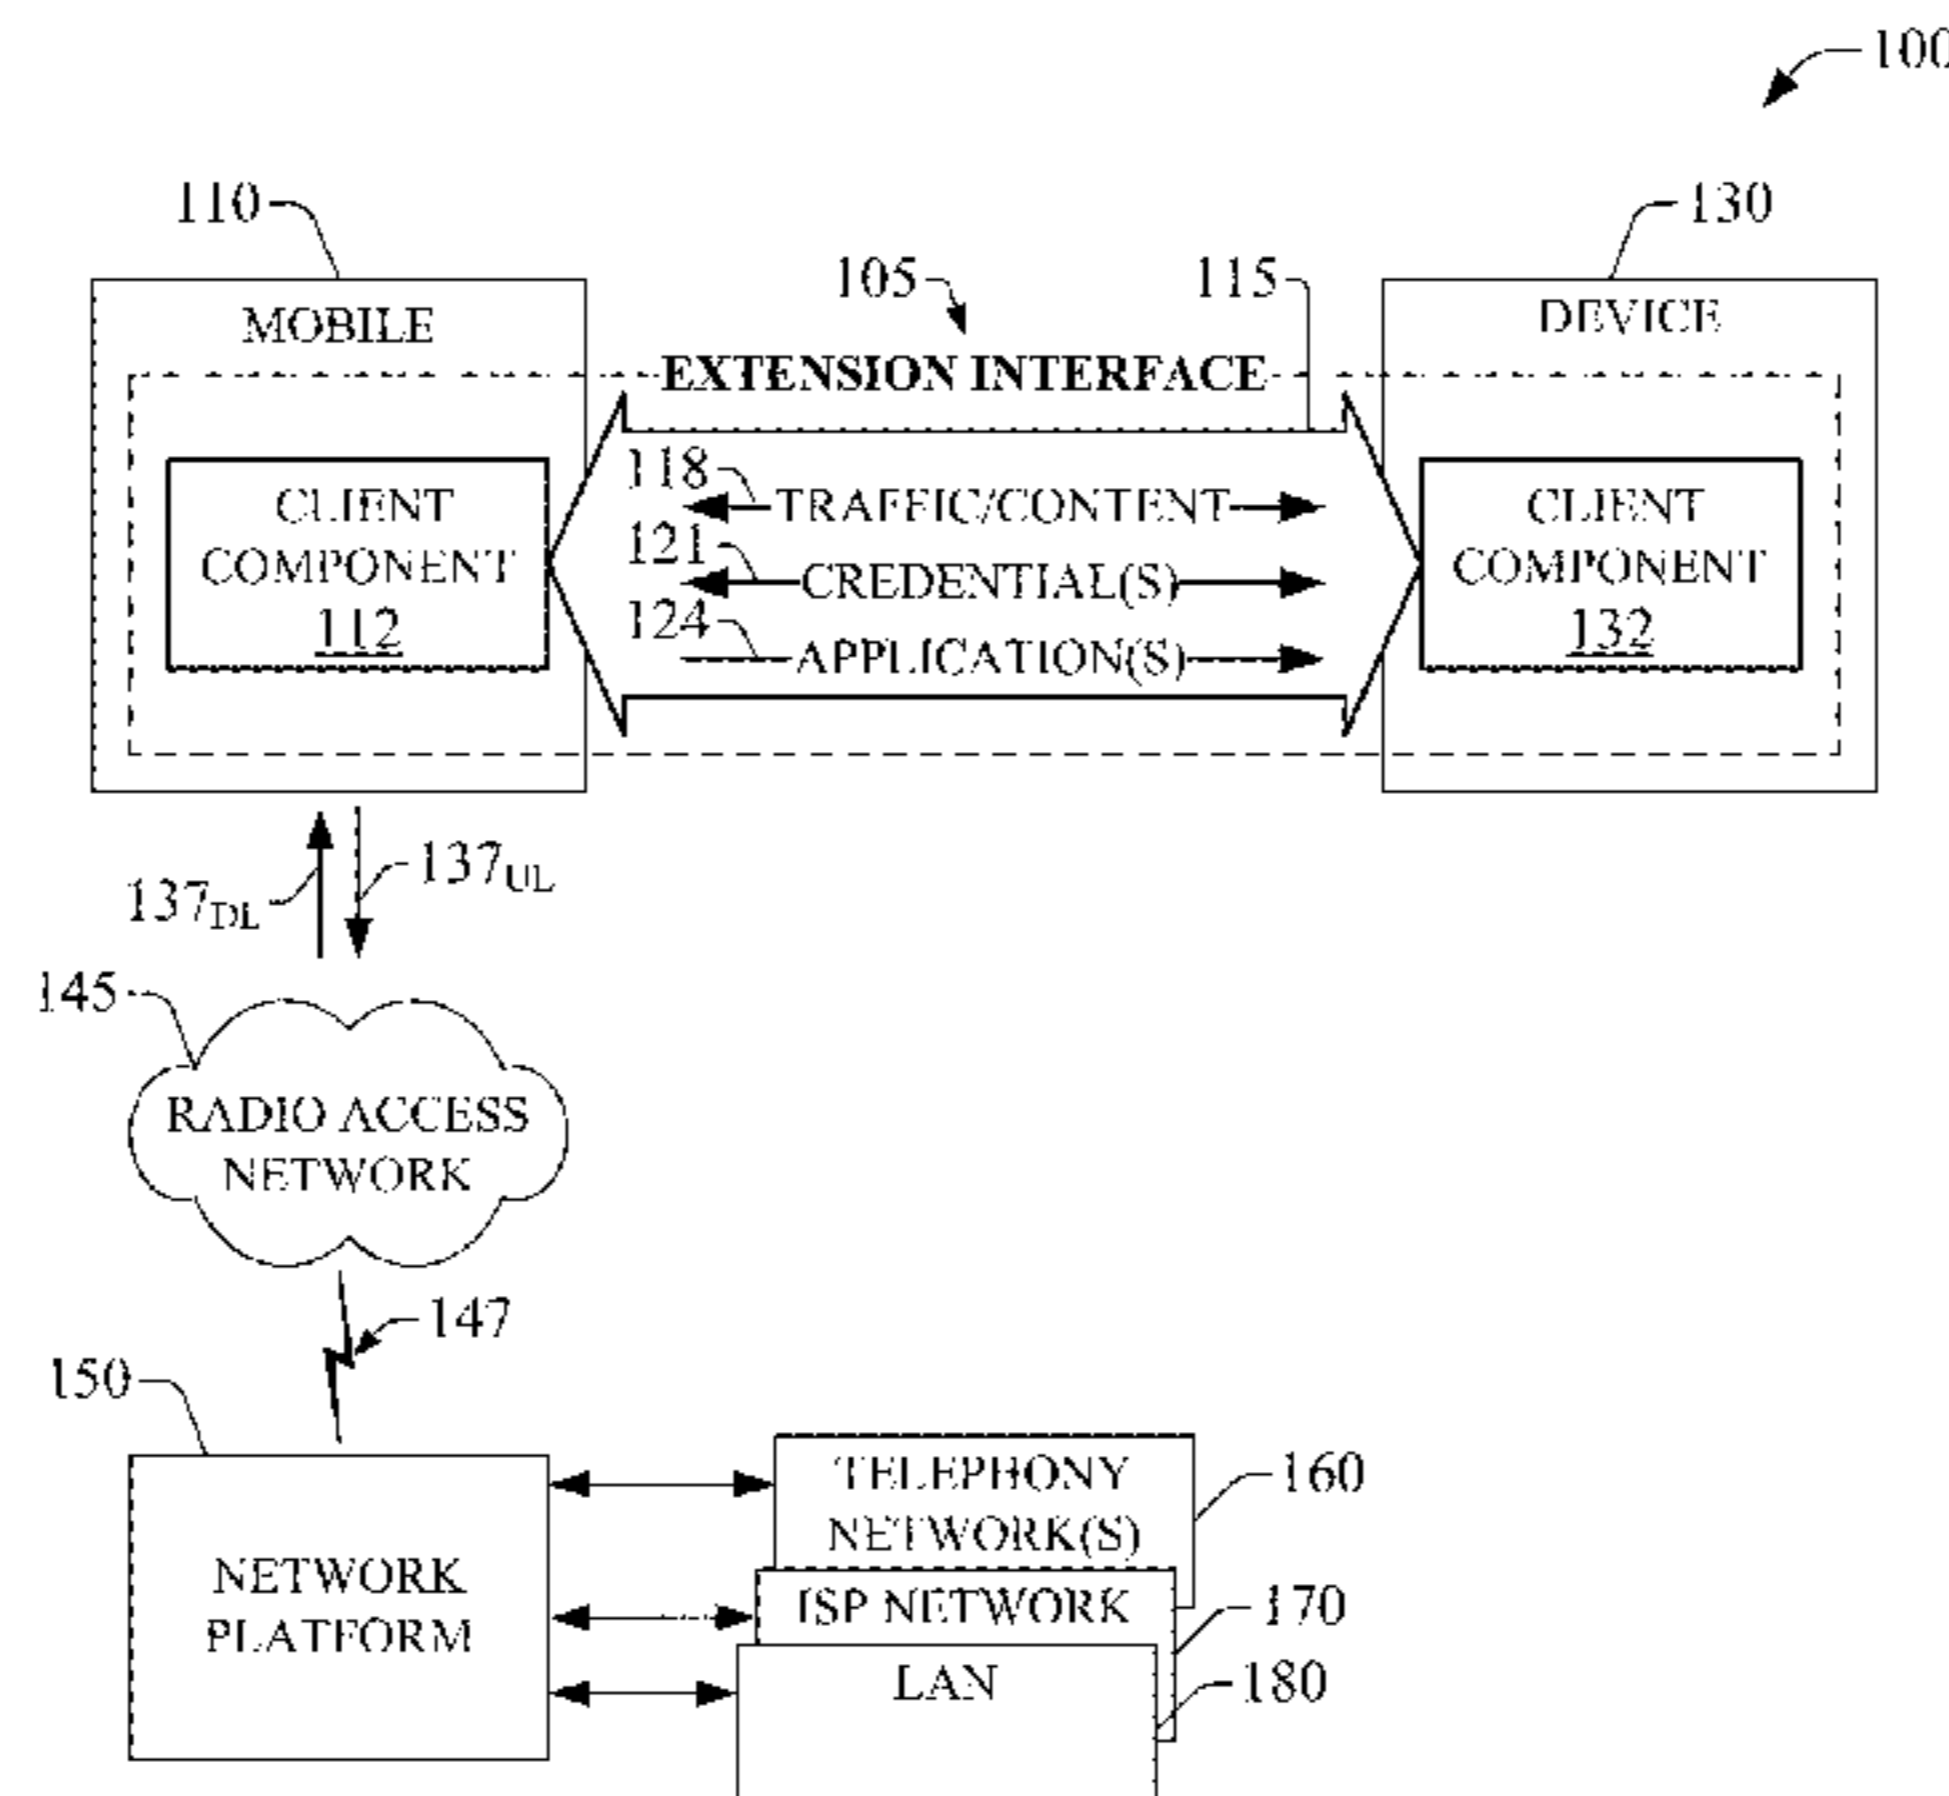 100
110
130
105
115
MOBILE
DEVICE
EXTENSION INTERFACE
118
TRAFFIC/CONTENT
121
CREDENTIAL(S)
124
APPLICATION(S)
CLIENT
COMPONENT
112
CLIENT
COMPONENT
132
137UL
137DL
145
RADIO ACCESS
NETWORK
147
150
NETWORK
PLATFORM
TELEPHONY
NETWORK(S)
160
ISP NETWORK
170
LAN
180